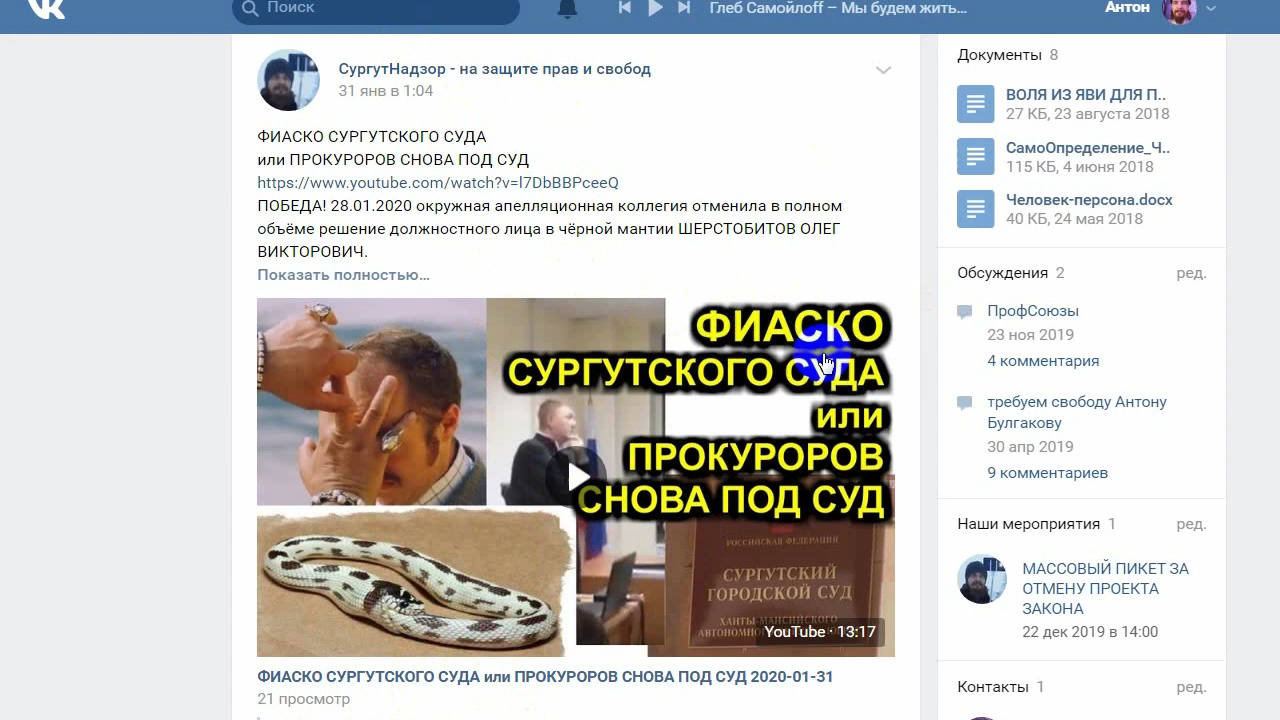 Поиск
Глеб Самойлоff – Мы будем жить...
Антон
СургутНадзор - на защите прав и свобод
31 янв в 1:04
ФИАСКО СУРГУТСКОГО СУДА
или ПРОКУРОРОВ СНОВА ПОД СУД
https://www.youtube.com/watch?v=l7DbBBPceeQ
ПОБЕДА! 28.01.2020 окружная апелляционная коллегия отменила в полном
объёме решение должностного лица в чёрной мантии ШЕРСТОБИТОВ ОЛЕГ
ВИКТОРОВИЧ.
Показать полностью...
ФИАСКО
СУРГУТСКОГО СУДА
или
ПРОКУРОРОВ
СНОВА ПОД СУД
РОССИЙСКАЯ ФЕДЕРАЦИЯ
СУРГУТСКИЙ
ГОРОДСКОЙ СУД
ХАНТЫ-МАНСИЙСКОГО
YouTube · 13:17
ФИАСКО СУРГУТСКОГО СУДА или ПРОКУРОРОВ СНОВА ПОД СУД 2020-01-31
21 просмотр
Документы 8
ВОЛЯ ИЗ ЯВИ ДЛЯ П..
27 КБ, 23 августа 2018
СамоОпределение_Ч..
115 КБ, 4 июня 2018
Человек-персона.docx
40 КБ, 24 мая 2018
Обсуждения 2 ред.
ПрофСоюзы
23 ноя 2019
4 комментария
требуем свободу Антону
Булгакову
30 апр 2019
9 комментариев
Наши мероприятия 1 ред.
МАССОВЫЙ ПИКЕТ ЗА
ОТМЕНУ ПРОЕКТА
ЗАКОНА
22 дек 2019 в 14:00
Контакты 1 ред.